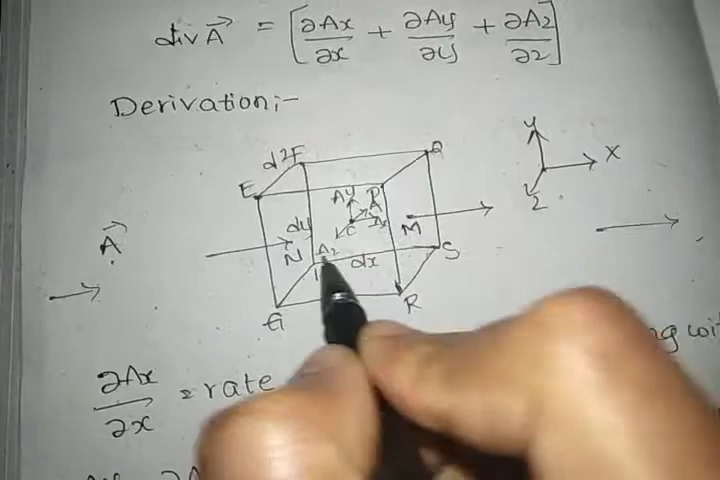 div A⃗ = [∂Ax/∂x + ∂Ay/∂y + ∂Az/∂z]
Derivation;-
dz F Q
E Ay P
A
dy C Ax M
A⃗ N Az dx S
G R
Y
X
Z
∂Ax/∂x = rate